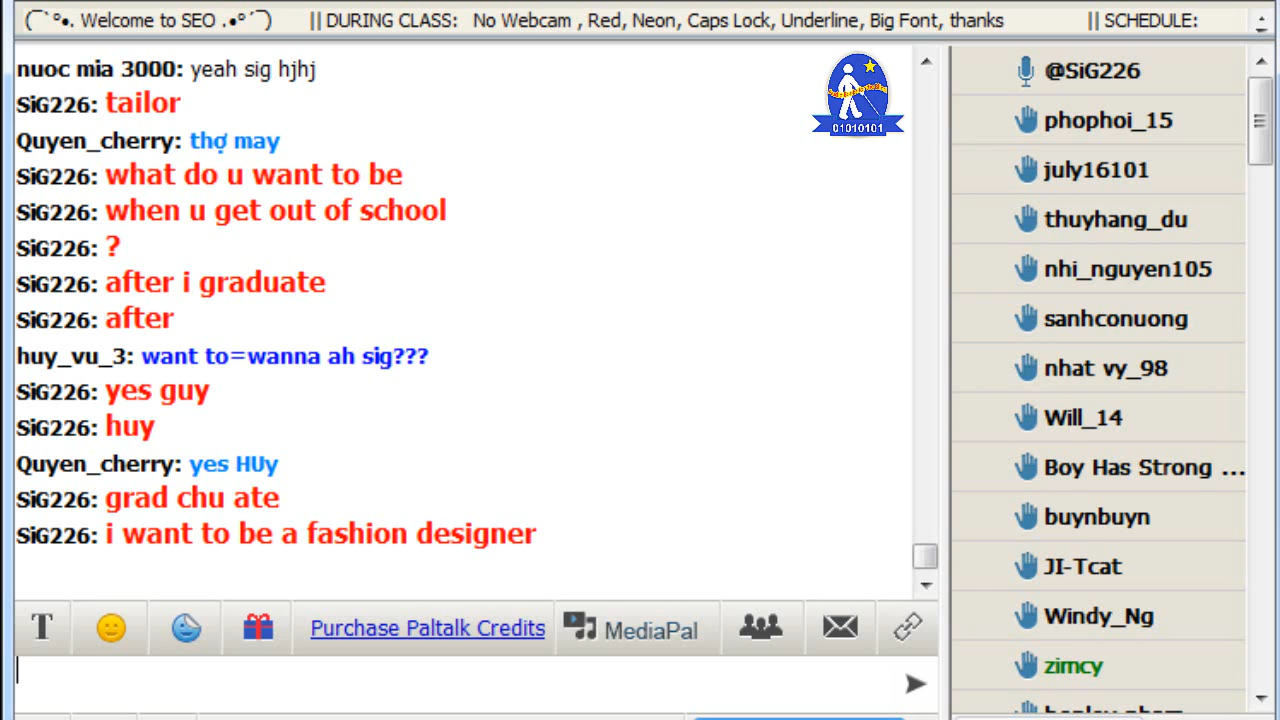 (¯`°•. Welcome to SEO .•°´¯) || DURING CLASS: No Webcam , Red, Neon, Caps Lock, Underline, Big Font, thanks || SCHEDULE:
nuoc mia 3000: yeah sig hjhj
SiG226: tailor
Quyen_cherry: thợ may
SiG226: what do u want to be
SiG226: when u get out of school
SiG226: ?
SiG226: after i graduate
SiG226: after
huy_vu_3: want to=wanna ah sig???
SiG226: yes guy
SiG226: huy
Quyen_cherry: yes HUy
SiG226: grad chu ate
SiG226: i want to be a fashion designer
01010101
T
Purchase Paltalk Credits
MediaPal
@SiG226
phophoi_15
july16101
thuyhang_du
nhi_nguyen105
sanhconuong
nhat vy_98
Will_14
Boy Has Strong ...
buynbuyn
JI-Tcat
Windy_Ng
zimcy